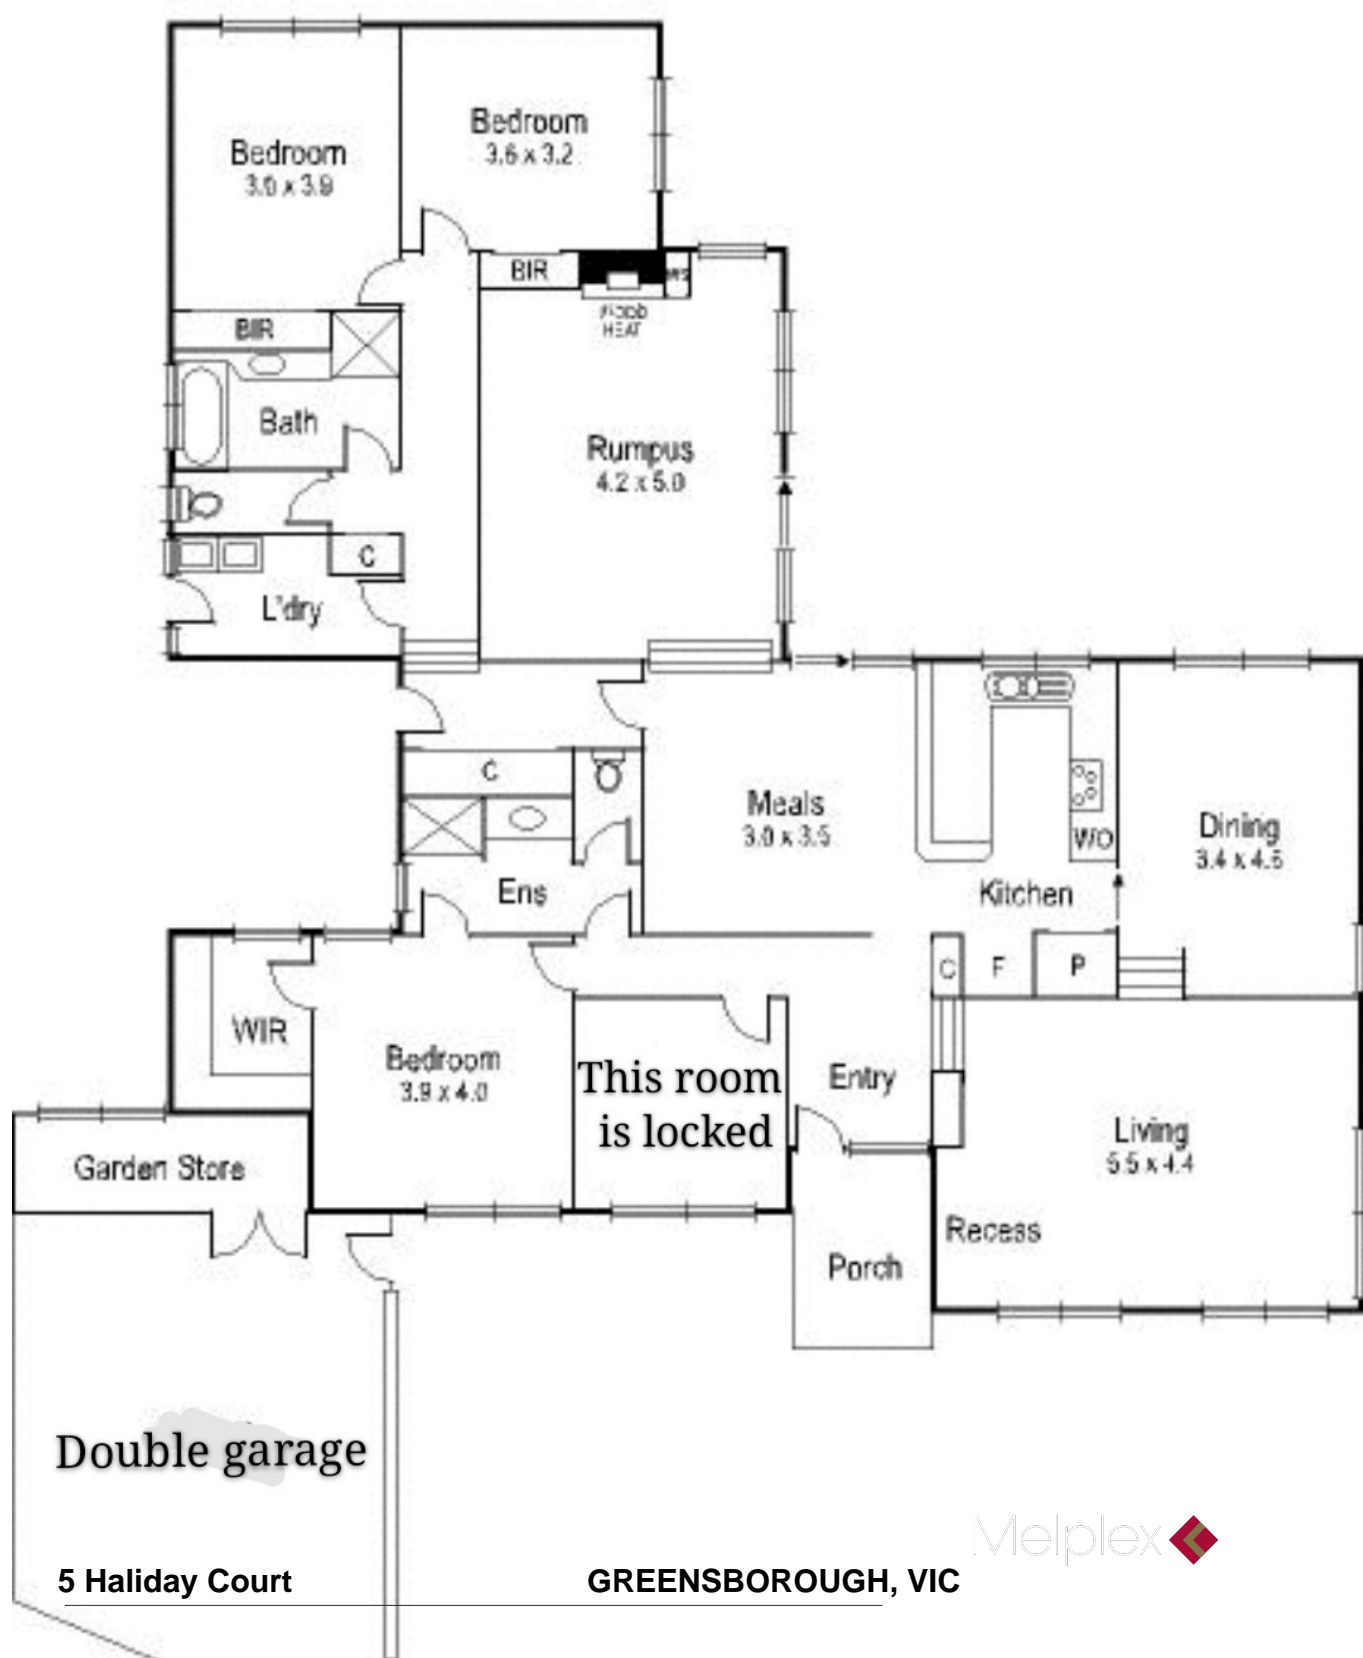 Bedroom
3.6 x 3.2
Bedroom
3.0 x 3.9
BIR
WOOD
HEAT
BIR
Bath
Rumpus
4.2 x 5.0
C
L'dry
C
Meals
3.0 x 3.5
WO
Dining
3.4 x 4.5
Kitchen
Ens
C
F
P
WIR
Bedroom
3.9 x 4.0
This room
is locked
Entry
Living
5.5 x 4.4
Garden Store
Recess
Porch
Double garage
Melplex
5 Haliday Court
GREENSBOROUGH, VIC